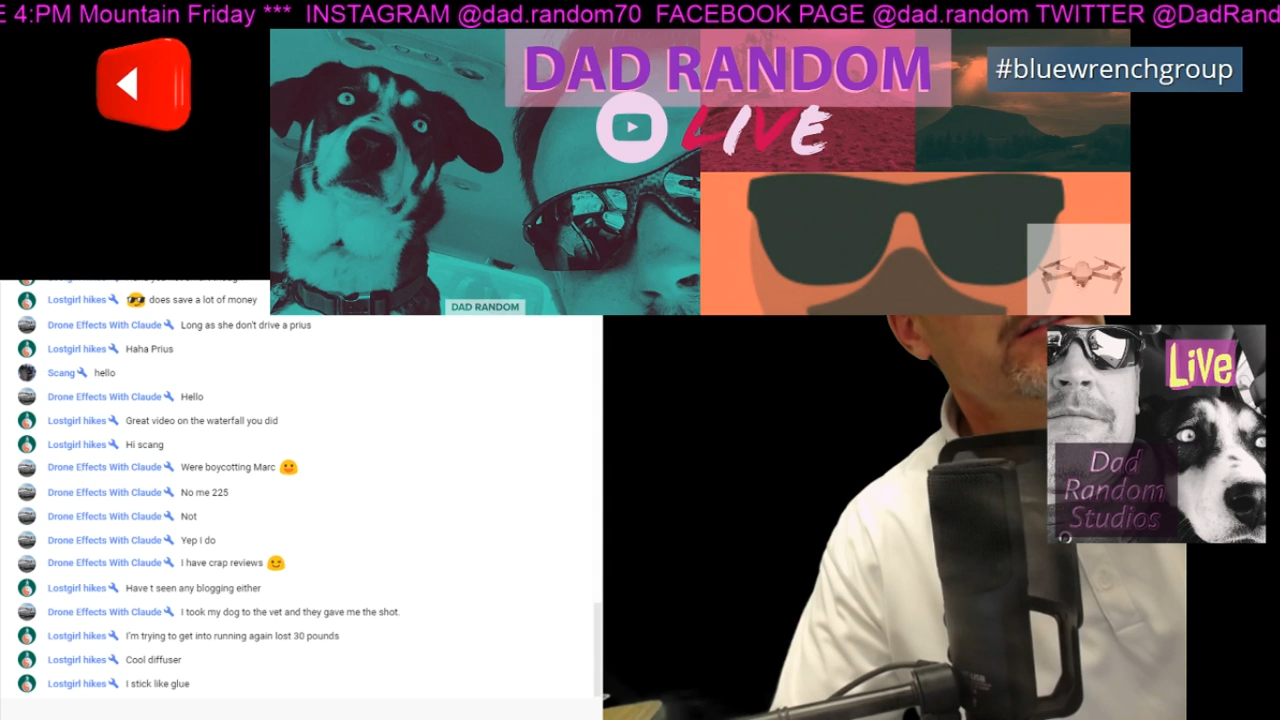 E 4:PM Mountain Friday *** INSTAGRAM @dad.random70 FACEBOOK PAGE @dad.random TWITTER @DadRand
DAD RANDOM
LIVE
#bluewrenchgroup
DAD RANDOM
LiVe
Dad
Random
Studios
Lostgirl hikes does save a lot of money
Drone Effects With Claude Long as she don't drive a prius
Lostgirl hikes Haha Prius
Scang hello
Drone Effects With Claude Hello
Lostgirl hikes Great video on the waterfall you did
Lostgirl hikes Hi scang
Drone Effects With Claude Were boycotting Marc
Drone Effects With Claude No me 225
Drone Effects With Claude Not
Drone Effects With Claude Yep I do
Drone Effects With Claude I have crap reviews
Lostgirl hikes Have t seen any blogging either
Drone Effects With Claude I took my dog to the vet and they gave me the shot.
Lostgirl hikes I'm trying to get into running again lost 30 pounds
Lostgirl hikes Cool diffuser
Lostgirl hikes I stick like glue